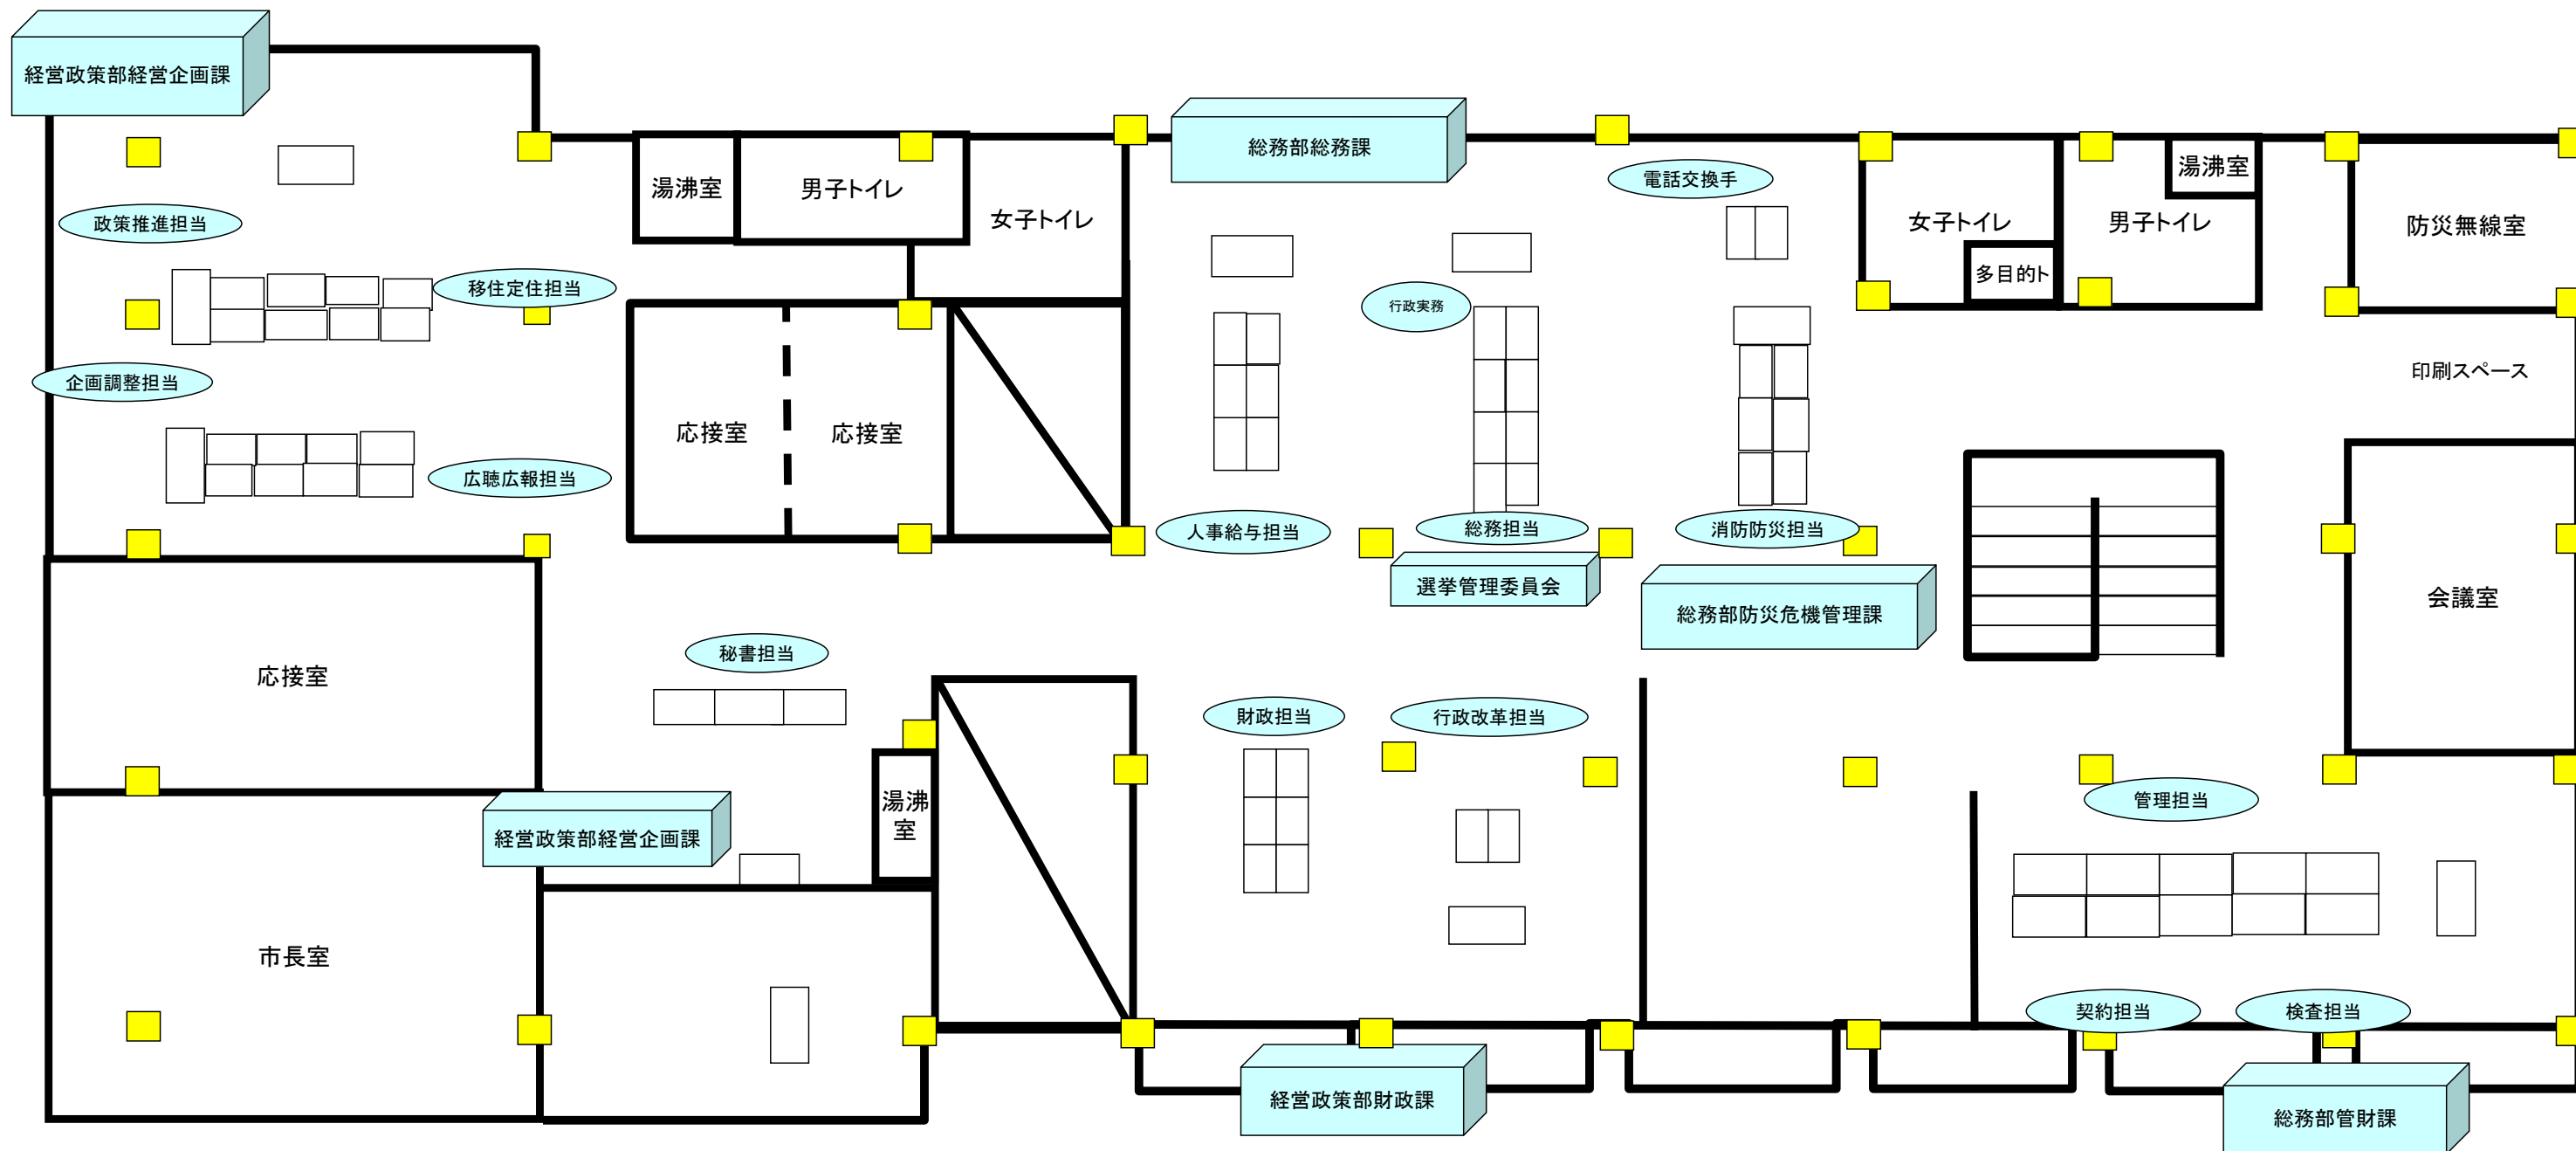 経営政策部経営企画課
総務部総務課
湯沸室
男子トイレ
女子トイレ
電話交換手
女子トイレ
多目的ト
男子トイレ
湯沸室
防災無線室
政策推進担当
移住定住担当
行政実務
企画調整担当
印刷スペース
応接室
応接室
広聴広報担当
人事給与担当
総務担当
消防防災担当
選挙管理委員会
総務部防災危機管理課
会議室
応接室
秘書担当
財政担当
行政改革担当
管理担当
湯沸
室
経営政策部経営企画課
市長室
契約担当
検査担当
経営政策部財政課
総務部管財課